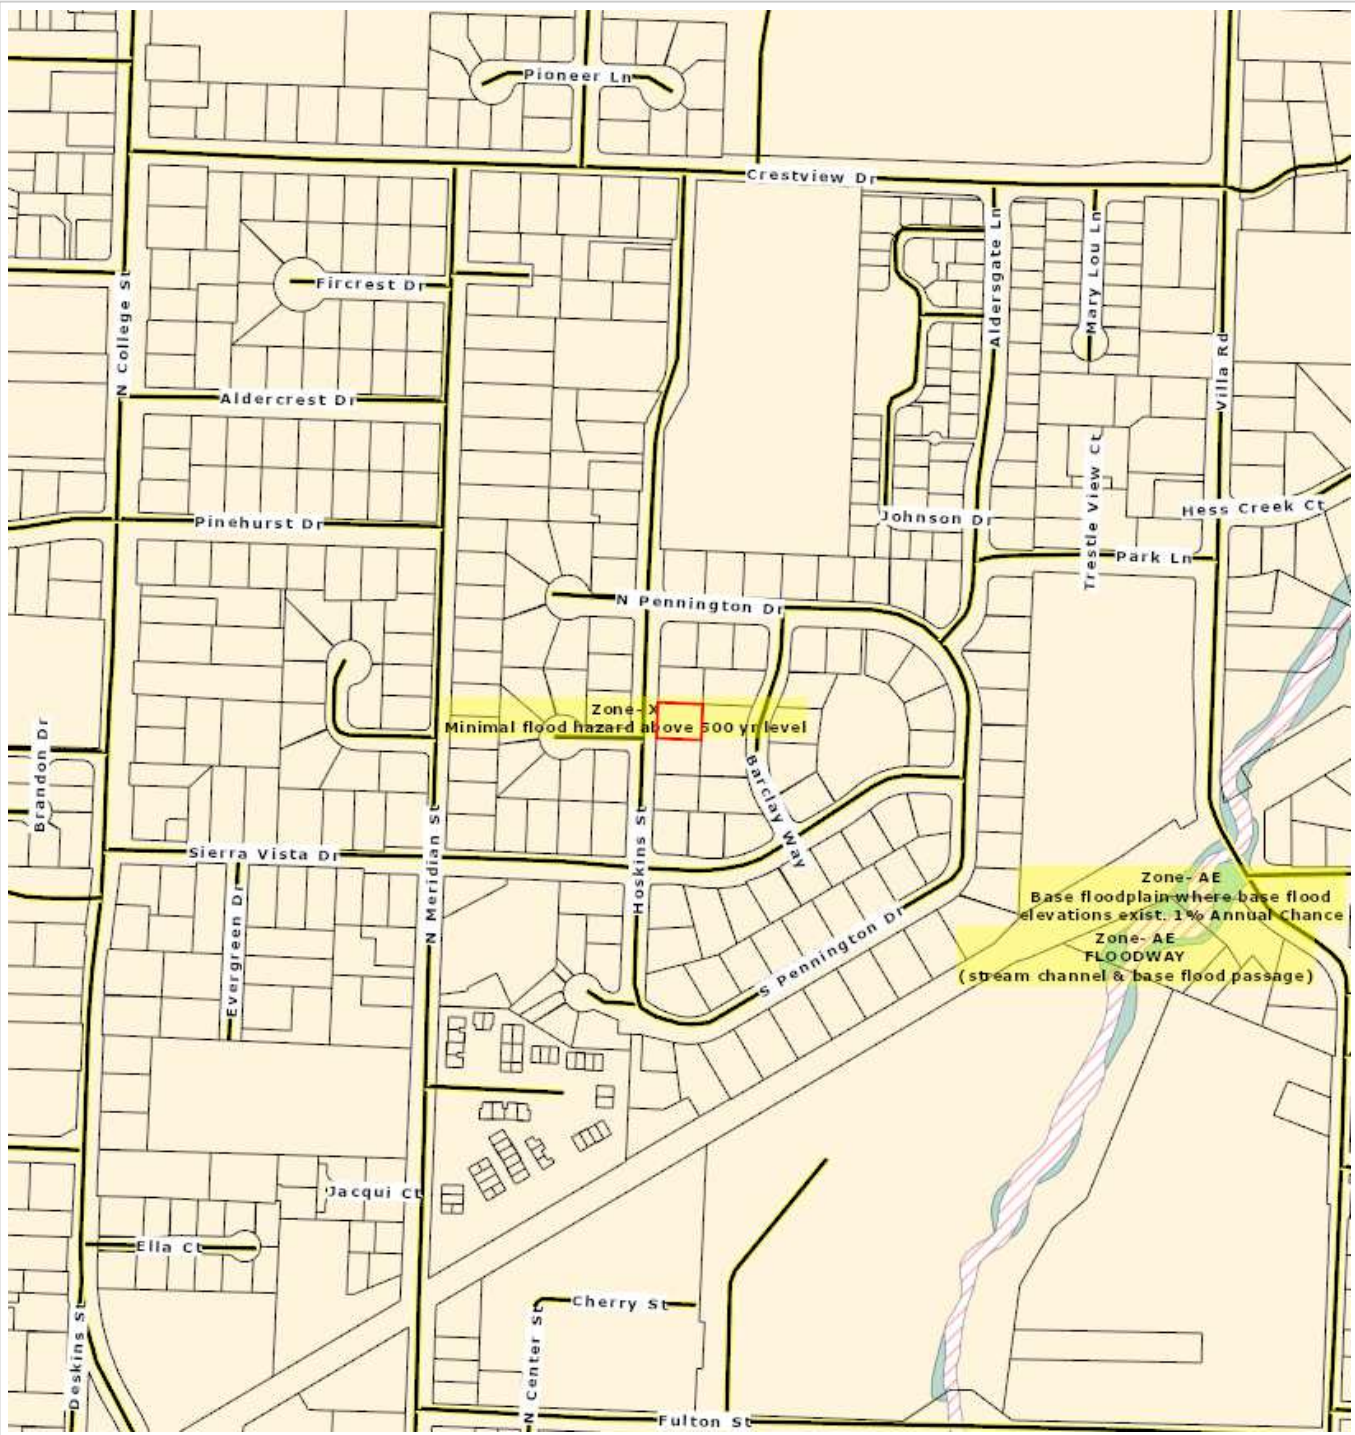 Pioneer Ln
Crestview Dr
Aldersgate Ln
Mary Lou Ln
Fircrest Dr
N College St
Villa Rd
Aldercrest Dr
Trestle View Ct
Hess Creek Ct
Pinehurst Dr
Johnson Dr
Park Ln
N Pennington Dr
Zone- X
Minimal flood hazard above 500 yr level
Brandon Dr
Barclay Way
Sierra Vista Dr
N Meridian St
Hoskins St
Evergreen Dr
Zone- AE
Base floodplain where base flood
elevations exist. 1% Annual Chance
Zone- AE
FLOODWAY
(stream channel & base flood passage)
S Pennington Dr
Jacqui Ct
Ella Ct
Cherry St
N Center St
Deskins St
Fulton St